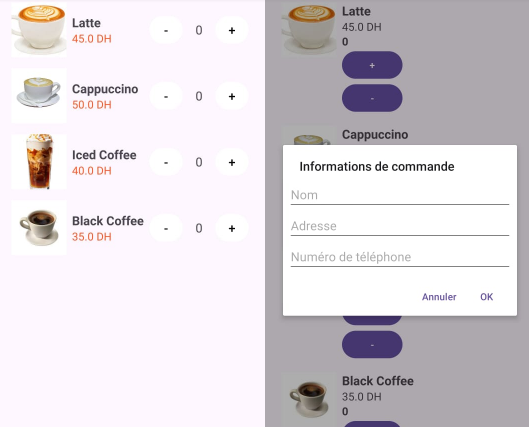 Latte
45.0 DH
- 0 +
Cappuccino
50.0 DH
- 0 +
Iced Coffee
40.0 DH
- 0 +
Black Coffee
35.0 DH
- 0 +
Latte
45.0 DH
0
+
-
Cappuccino
Informations de commande
Nom
Adresse
Numéro de téléphone
Annuler OK
-
Black Coffee
35.0 DH
0